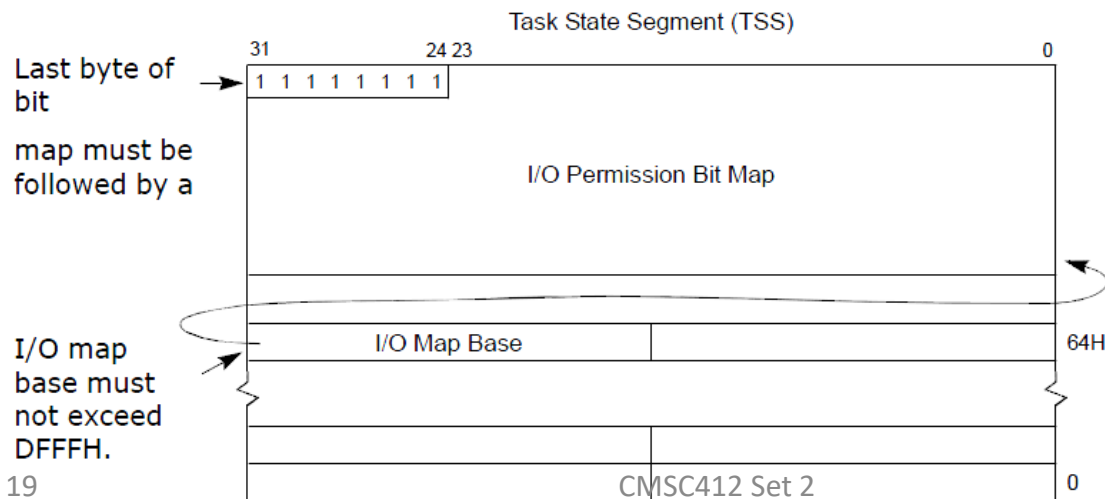 Task State Segment (TSS)
31 24 23 0
Last byte of
bit
map must be
followed by a
1 1 1 1 1 1 1 1
I/O Permission Bit Map
I/O map
base must
not exceed
DFFFH.
I/O Map Base
64H
0
19
CMSC412 Set 2